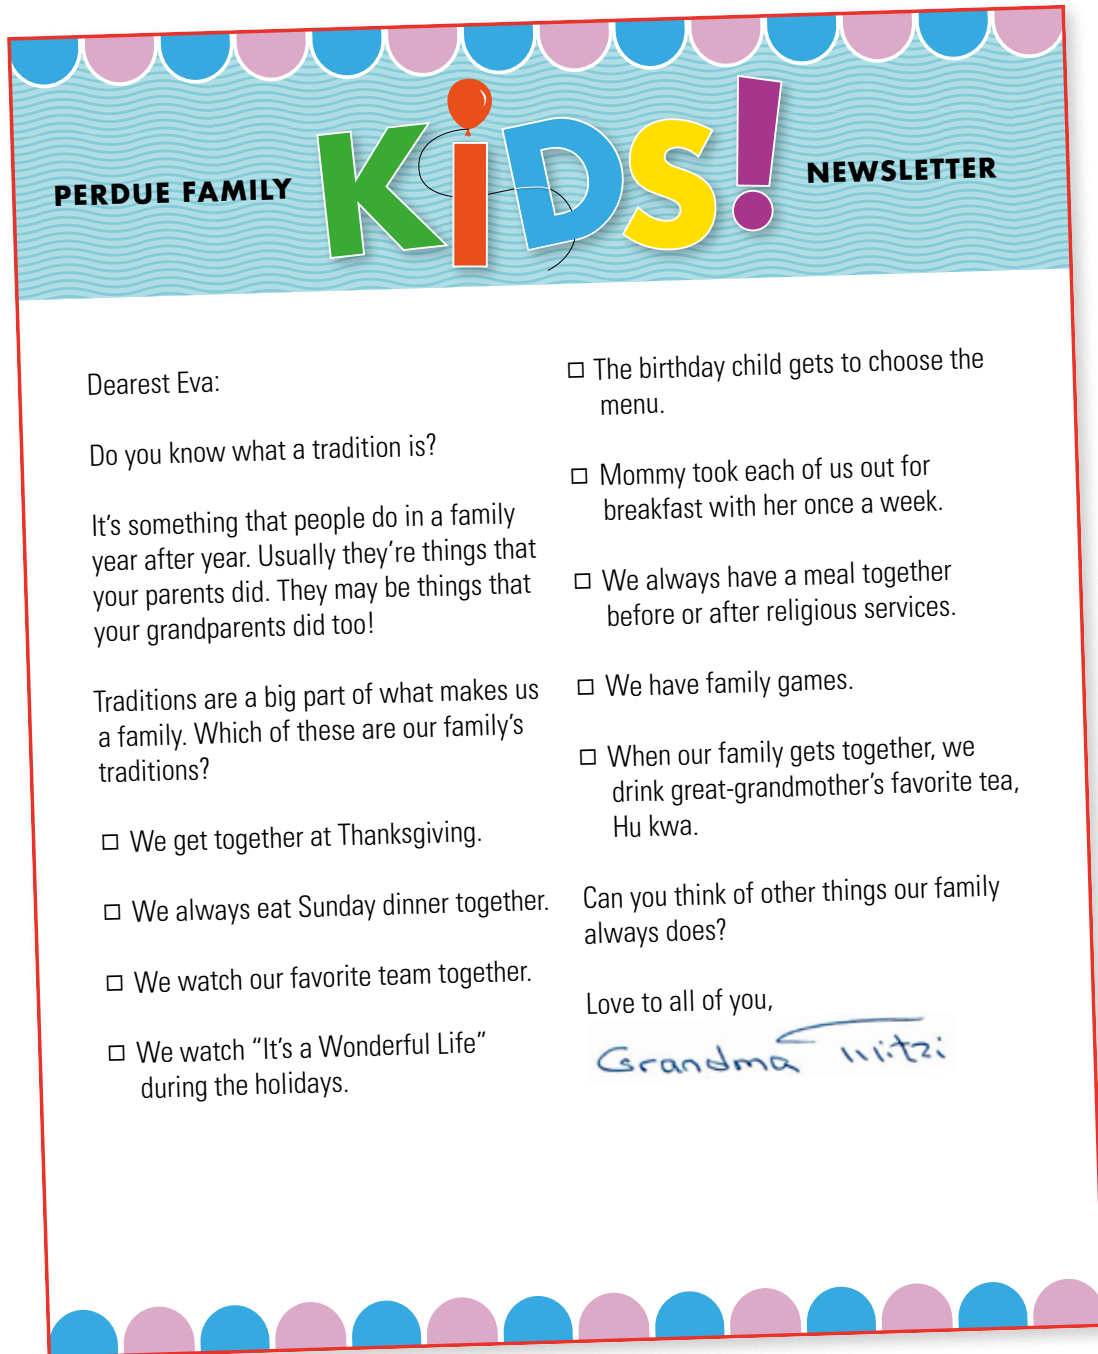 PERDUE FAMILY
KiDS!
NEWSLETTER
Dearest Eva:
Do you know what a tradition is?
It's something that people do in a family
year after year. Usually they're things that
your parents did. They may be things that
your grandparents did too!
Traditions are a big part of what makes us
a family. Which of these are our family's
traditions?
☐ We get together at Thanksgiving.
☐ We always eat Sunday dinner together.
☐ We watch our favorite team together.
☐ We watch “It's a Wonderful Life”
during the holidays.
☐ The birthday child gets to choose the
menu.
☐ Mommy took each of us out for
breakfast with her once a week.
☐ We always have a meal together
before or after religious services.
☐ We have family games.
☐ When our family gets together, we
drink great-grandmother's favorite tea,
Hu kwa.
Can you think of other things our family
always does?
Love to all of you,
Grandma Mitzi